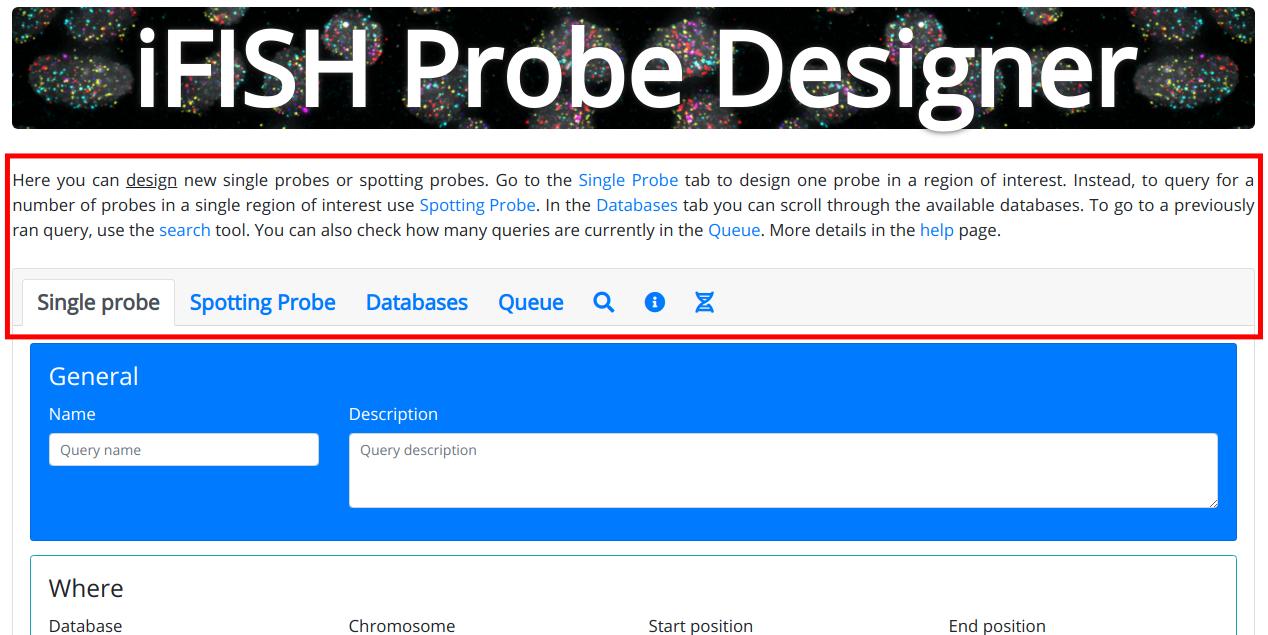 iFISH Probe Designer
Here you can design new single probes or spotting probes. Go to the Single Probe tab to design one probe in a region of interest. Instead, to query for a
number of probes in a single region of interest use Spotting Probe. In the Databases tab you can scroll through the available databases. To go to a previously
ran query, use the search tool. You can also check how many queries are currently in the Queue. More details in the help page.
Single probe Spotting Probe Databases Queue
General
Name Description
Query name Query description
Where
Database Chromosome Start position End position